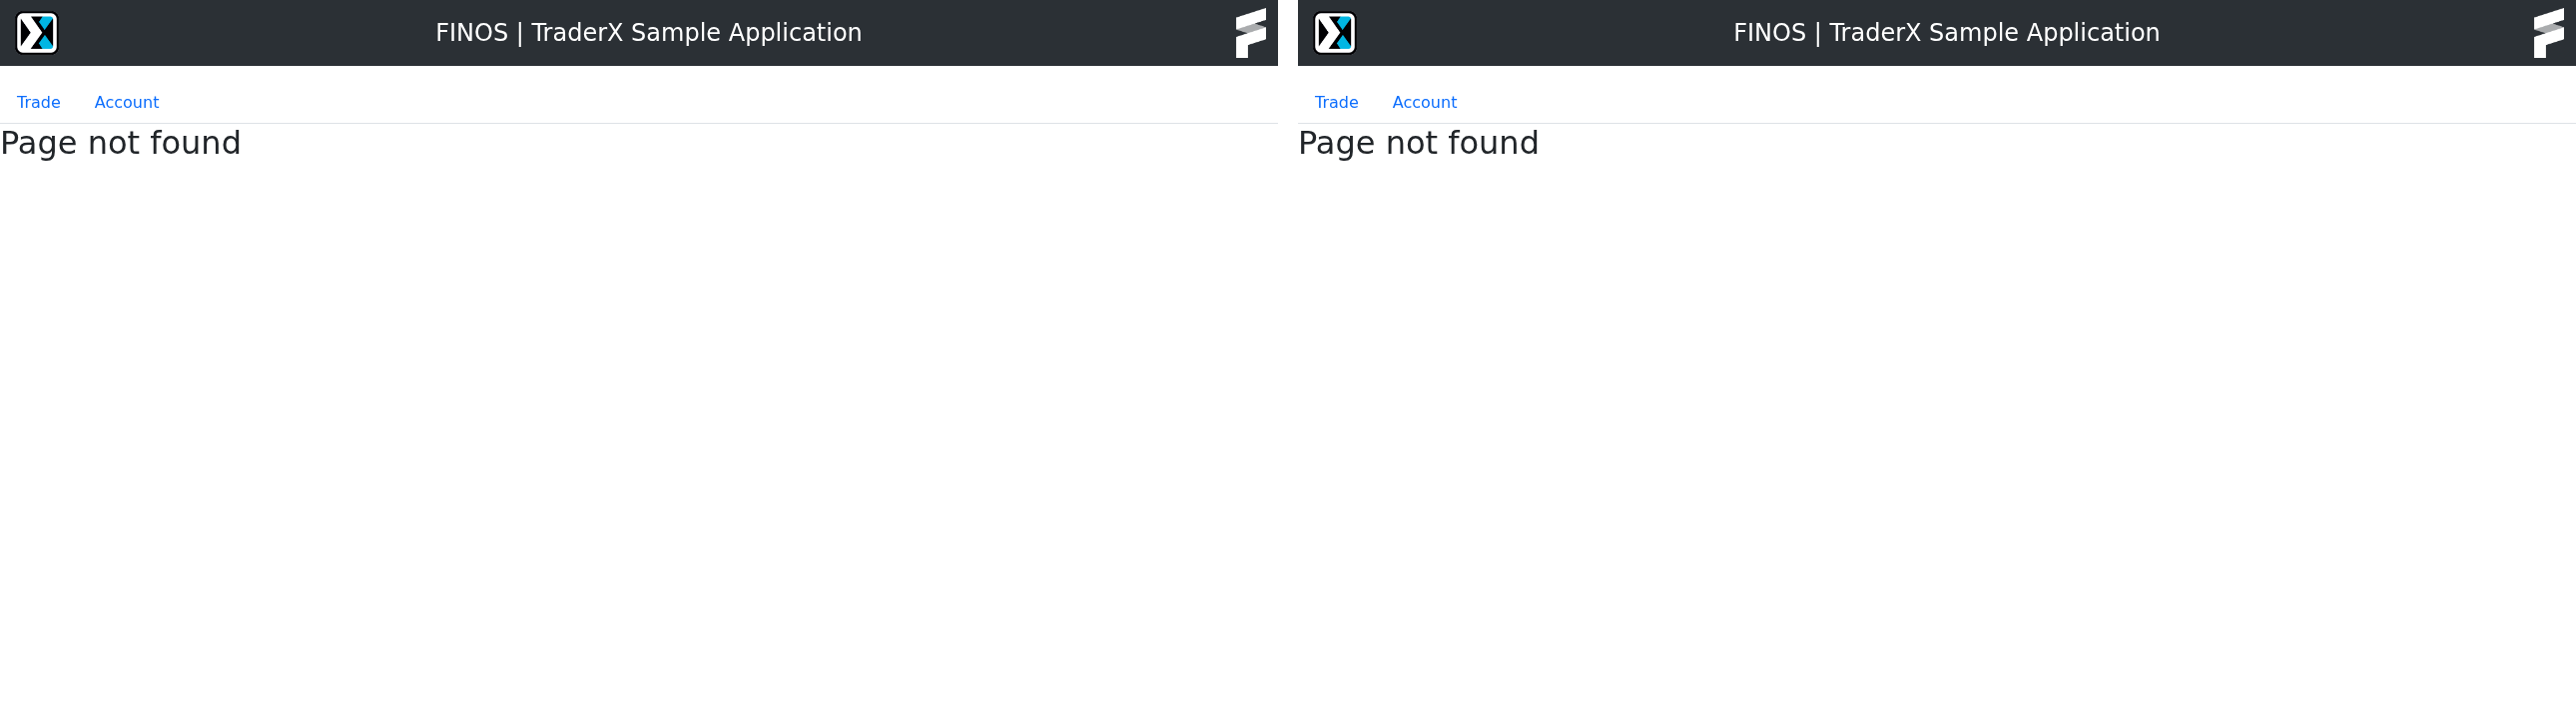 FINOS | TraderX Sample Application
Trade Account
Page not found
FINOS | TraderX Sample Application
Trade Account
Page not found